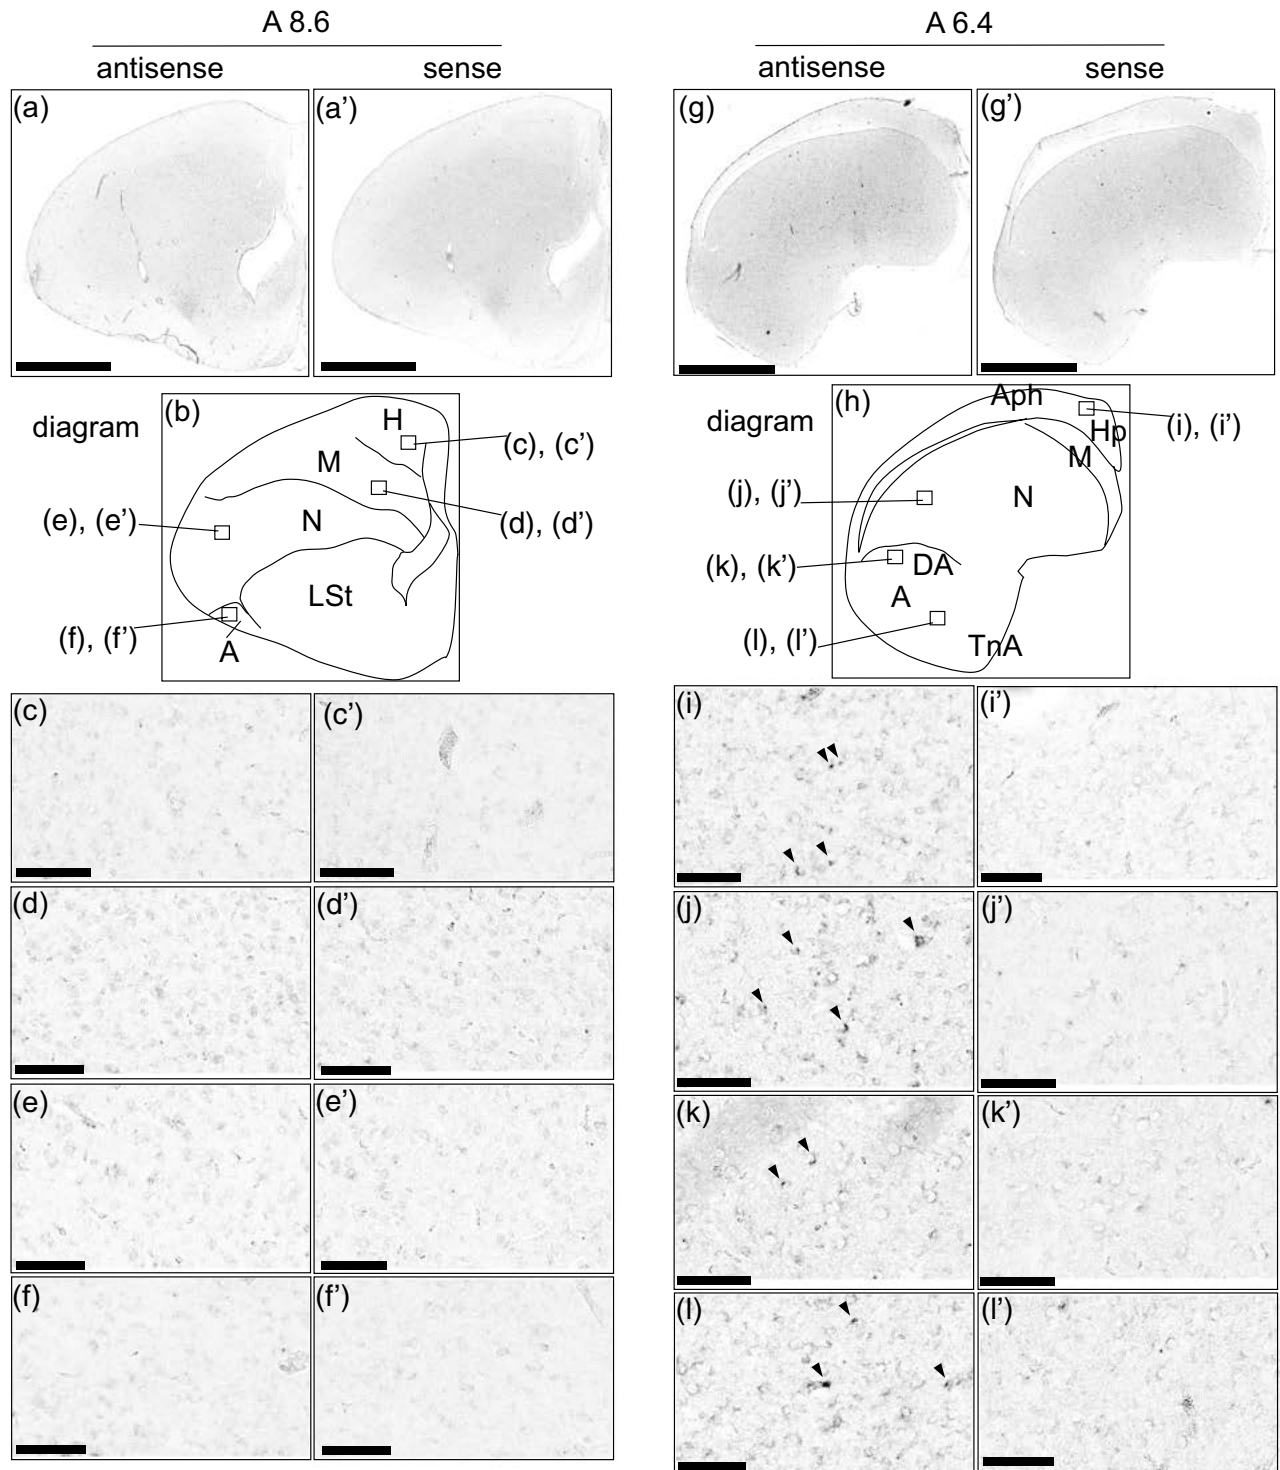 A 8.6
antisense sense
(a) (a’)
diagram
(b)
H
M
N
LSt
A
(c), (c’)
(d), (d’)
(e), (e’)
(f), (f’)
(c) (c’)
(d) (d’)
(e) (e’)
(f) (f’)
A 6.4
antisense sense
(g) (g’)
diagram
(h)
Aph
Hp
M
N
DA
A
TnA
(i), (i’)
(j), (j’)
(k), (k’)
(l), (l’)
(i) (i’)
(j) (j’)
(k) (k’)
(l) (l’)